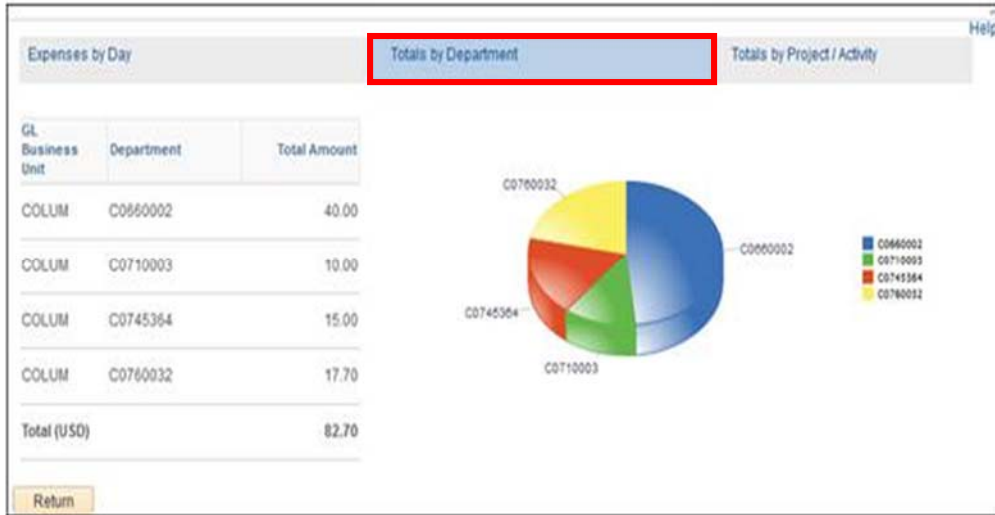 Help
Expenses by Day Totals by Department Totals by Project / Activity
GL
Business
Unit
Department Total Amount
COLUM C0660002 40.00
COLUM C0710003 10.00
COLUM C0745364 15.00
COLUM C0760032 17.70
Total (USD) 82.70
C0760032
C0660002
C0745364
C0710003
C0660002
C0710003
C0745364
C0760032
Return